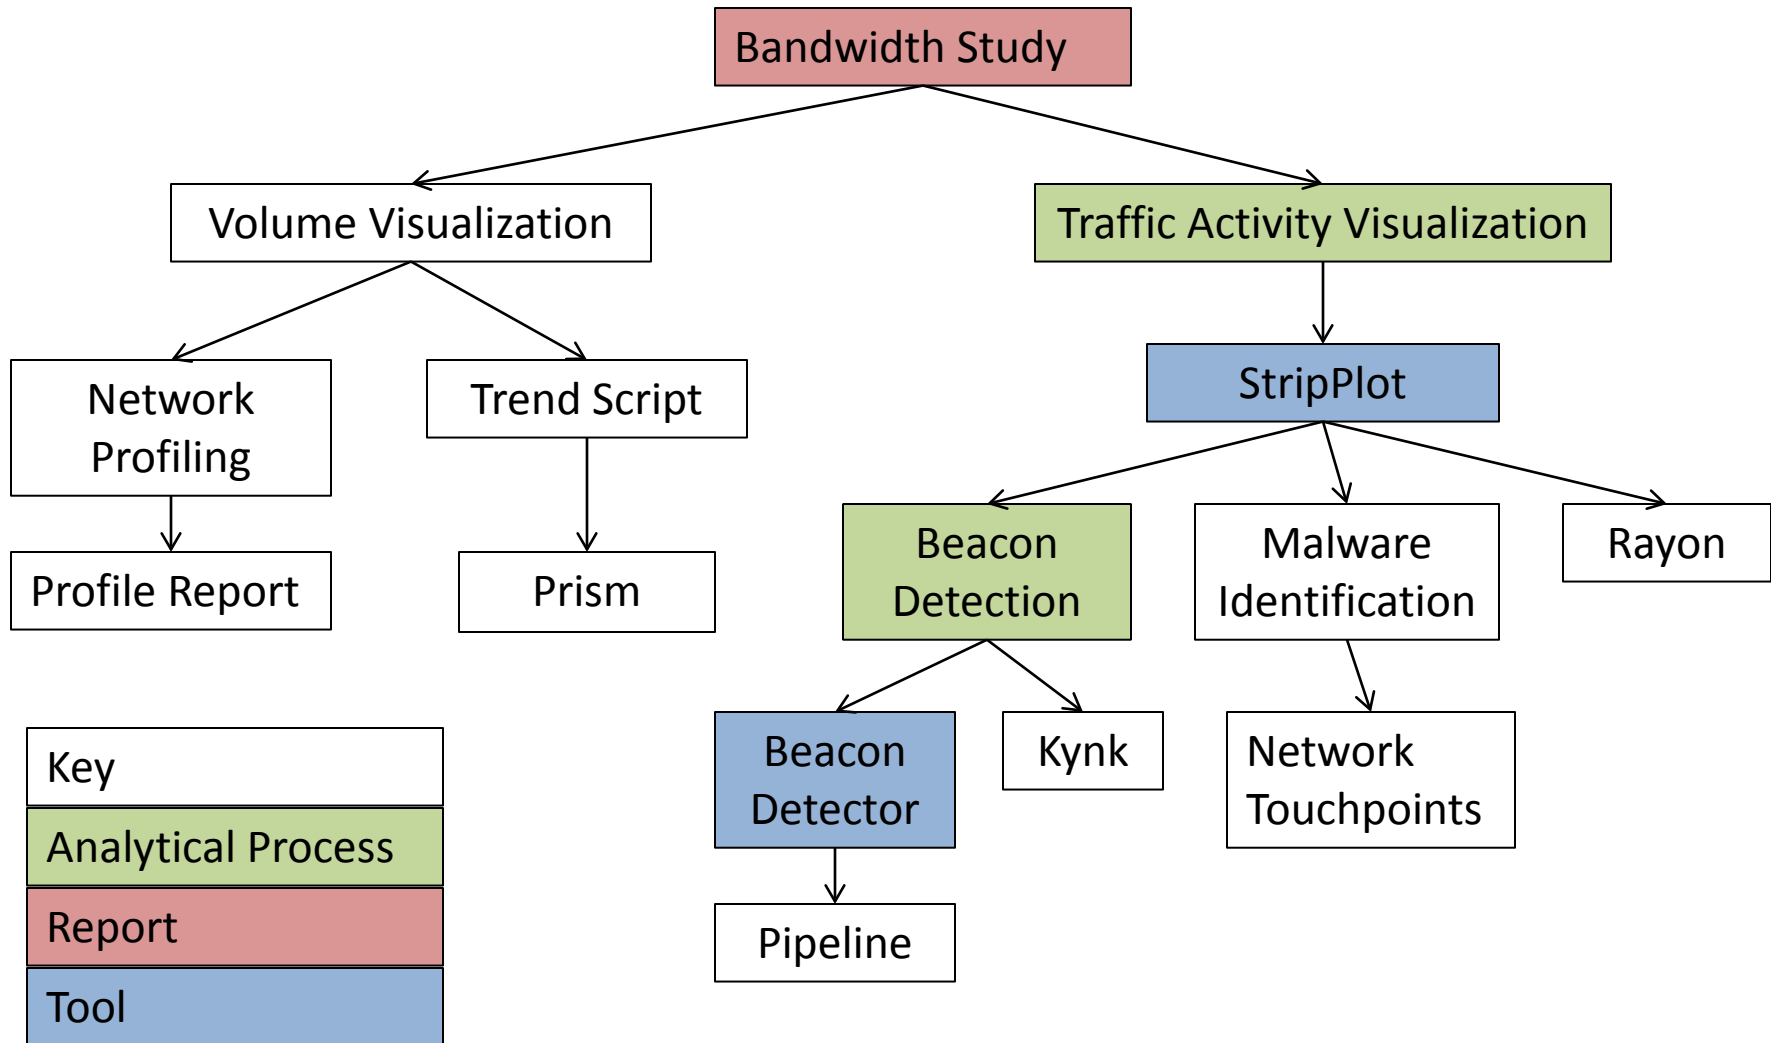 Bandwidth Study
Volume Visualization
Traffic Activity Visualization
Network
Profiling
Trend Script
StripPlot
Profile Report
Prism
Beacon
Detection
Malware
Identification
Rayon
Beacon
Detector
Kynk
Network
Touchpoints
Pipeline
Key
Analytical Process
Report
Tool